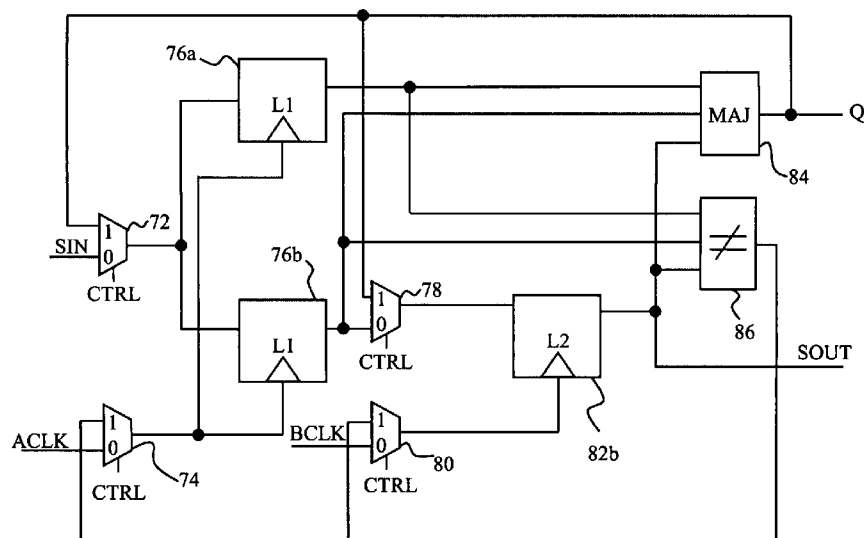 76a
L1
MAJ
Q
84
1
72
SIN
0
CTRL
76b
L1
1
78
0
CTRL
L2
≠
86
SOUT
82b
1
ACLK
0
74
CTRL
1
BCLK
0
80
CTRL